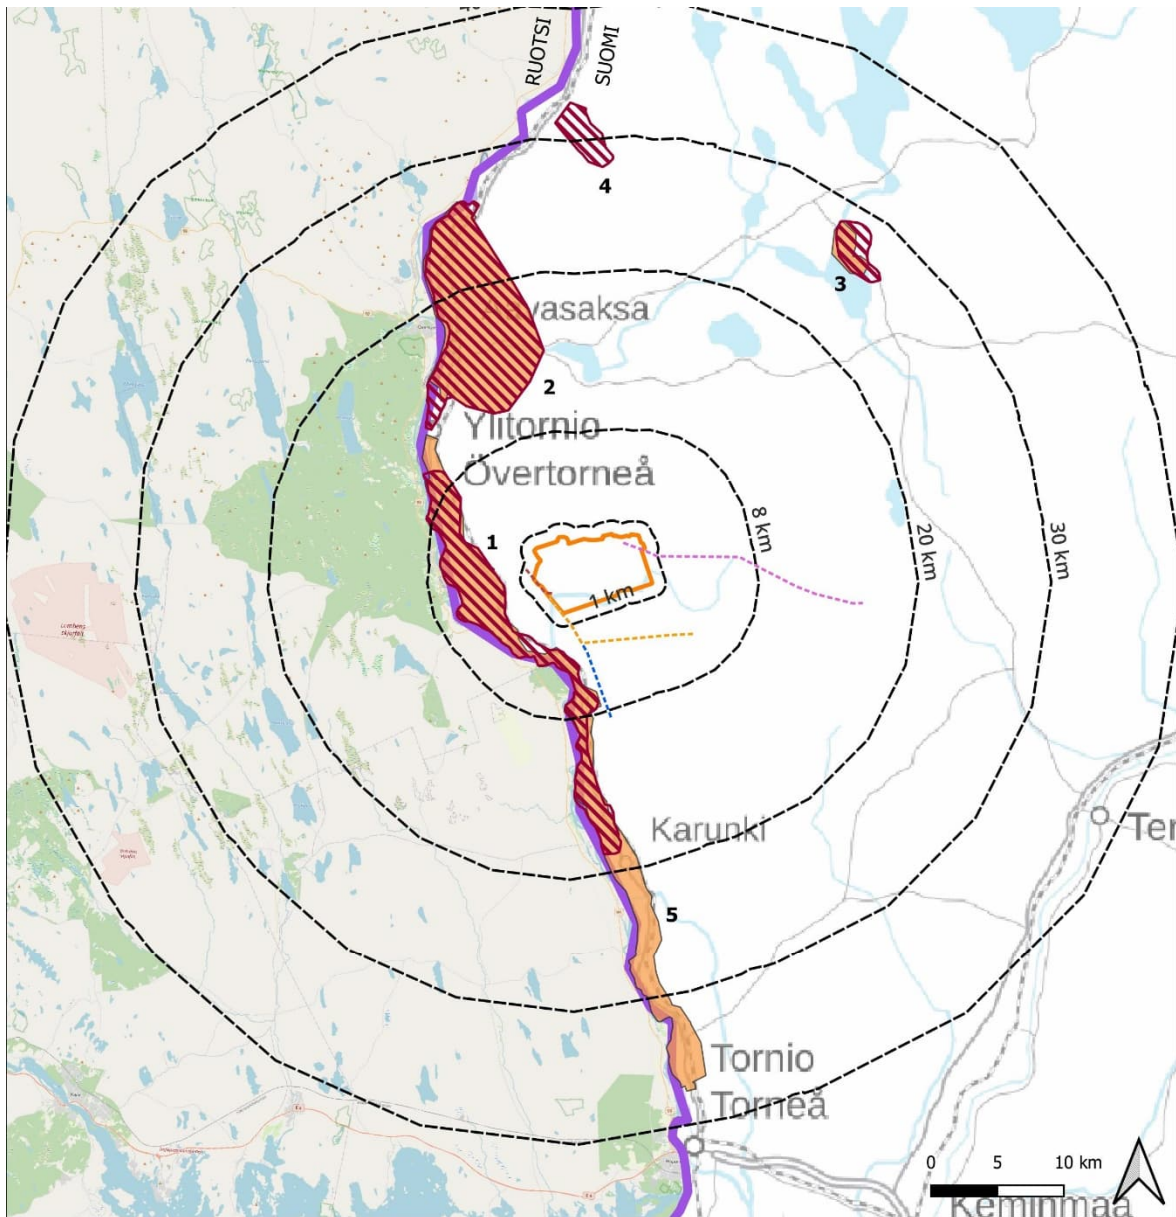 RUOTSI
SUOMI
4
3
vasaksa
2
Ylitornio
Övertorneå
1
8 km
20 km
30 km
1 km
Karunki
Ter
5
Tornio
Torneå
0 5 10 km
Keminmaa